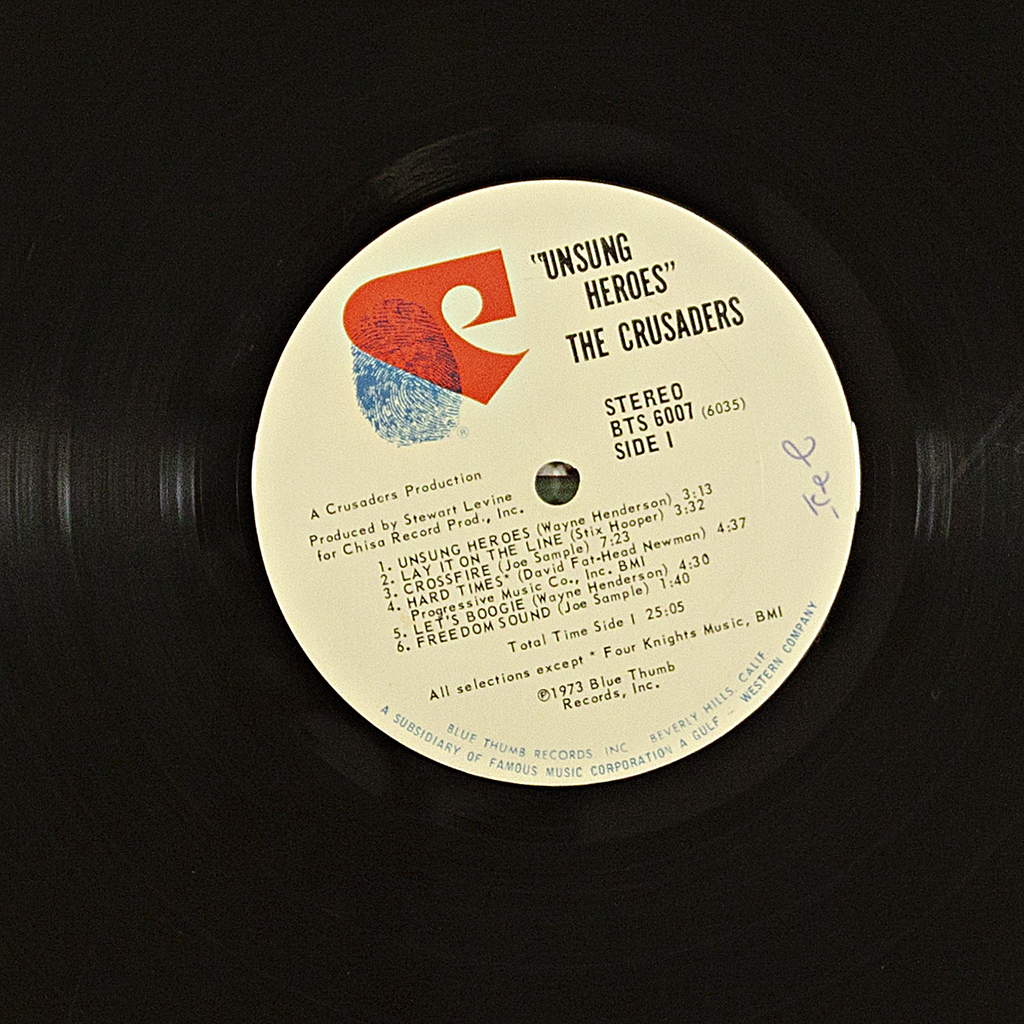 "UNSUNG
HEROES"
THE CRUSADERS
STEREO
BTS 6007 (6035)
SIDE 1
A Crusaders Production
Produced by Stewart Levine
for Chisa Record Prod., Inc.
1. UNSUNG HEROES (Wayne Henderson) 3:13
2. LAY IT ON THE LINE (Stix Hooper) 3:32
3. CROSSFIRE (Joe Sample) 7:23
4. HARD TIMES* (David Fat-Head Newman) 4:37
Progressive Music Co., Inc. BMI
5. LET'S BOOGIE (Wayne Henderson) 4:30
6. FREEDOM SOUND (Joe Sample) 1:40
Total Time Side 1 25:05
All selections except * Four Knights Music, BMI
℗1973 Blue Thumb
Records, Inc.
BLUE THUMB RECORDS INC BEVERLY HILLS, CALIF
A SUBSIDIARY OF FAMOUS MUSIC CORPORATION A GULF - WESTERN COMPANY